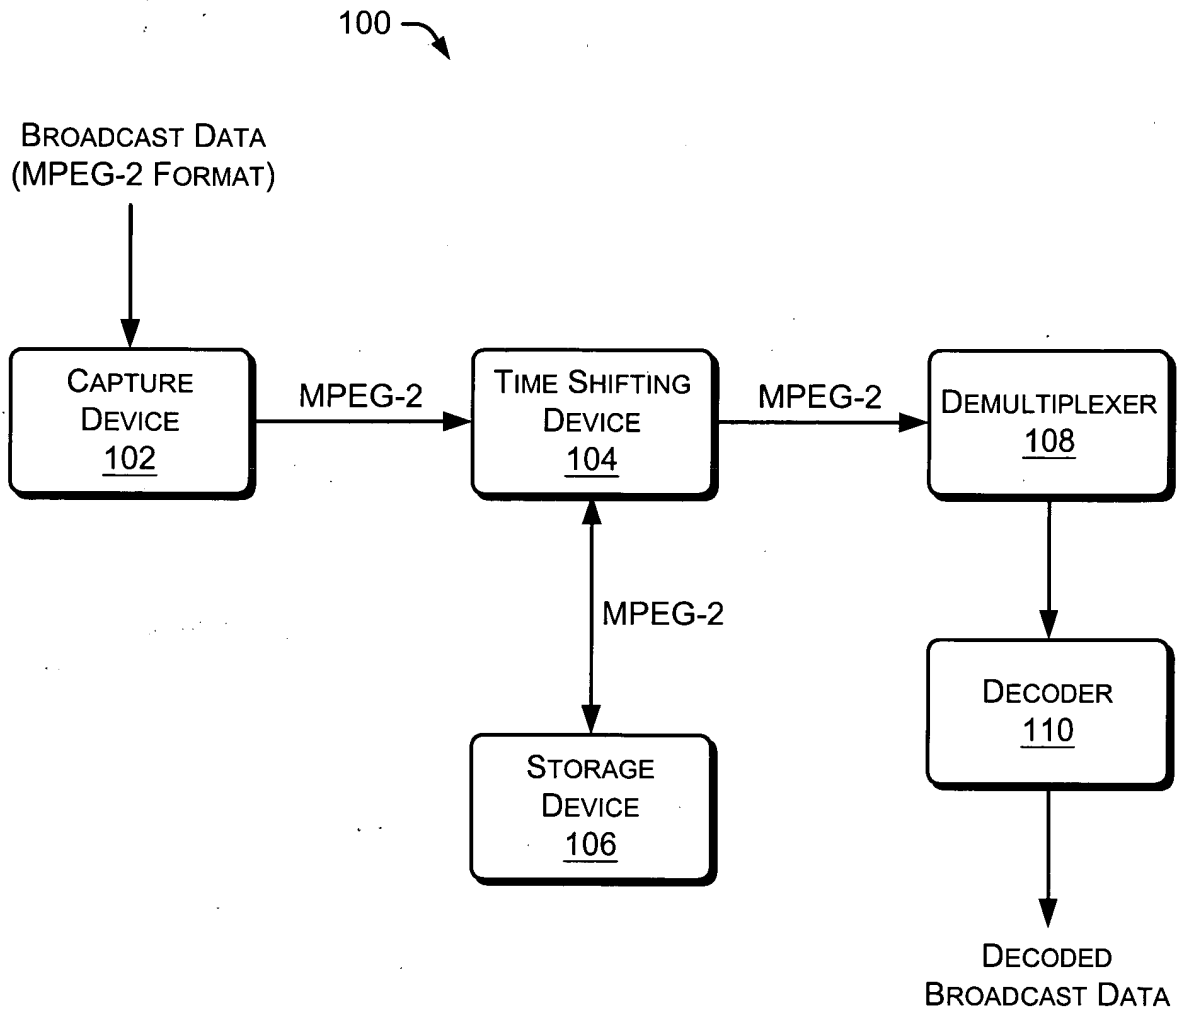 100
BROADCAST DATA
(MPEG-2 FORMAT)
CAPTURE
DEVICE
102
MPEG-2
TIME SHIFTING
DEVICE
104
MPEG-2
DEMULTIPLEXER
108
MPEG-2
DECODER
110
STORAGE
DEVICE
106
DECODED
BROADCAST DATA